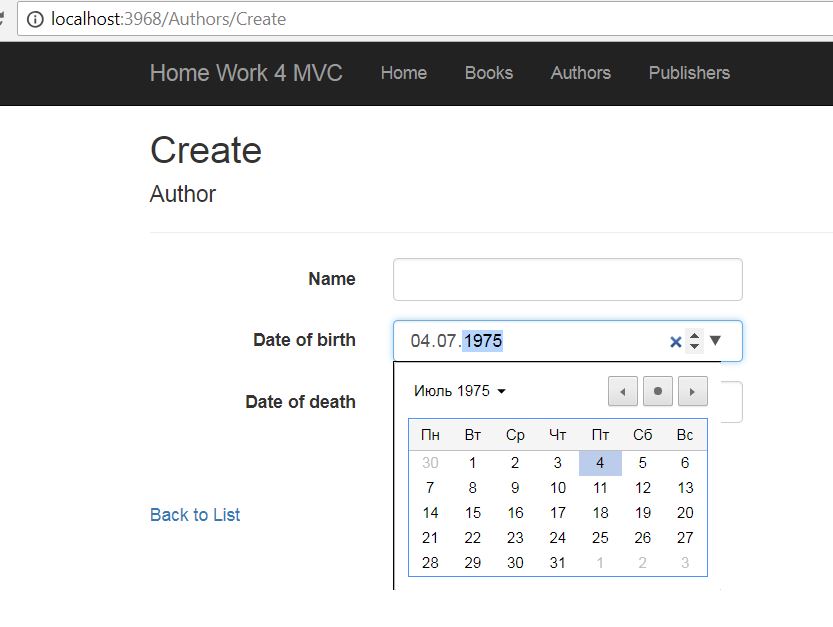 localhost:3968/Authors/Create
Home Work 4 MVC Home Books Authors Publishers
Create
Author
Name
Date of birth 04.07.1975
Date of death
Июль 1975
Пн Вт Ср Чт Пт Сб Вс
30 1 2 3 4 5 6
7 8 9 10 11 12 13
14 15 16 17 18 19 20
21 22 23 24 25 26 27
28 29 30 31 1 2 3
Back to List